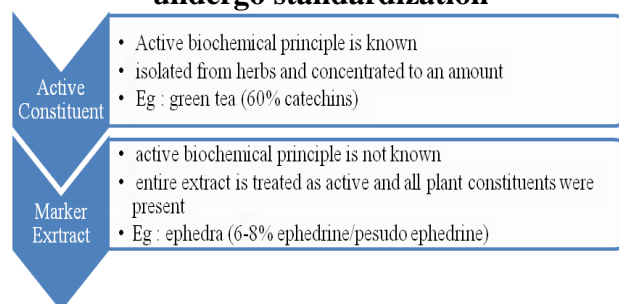 undergo standardization
Active
Constituent
• Active biochemical principle is known
• isolated from herbs and concentrated to an amount
• Eg : green tea (60% catechins)
Marker
Exrtract
• active biochemical principle is not known
• entire extract is treated as active and all plant constituents were
present
• Eg : ephedra (6-8% ephedrine/pesudo ephedrine)